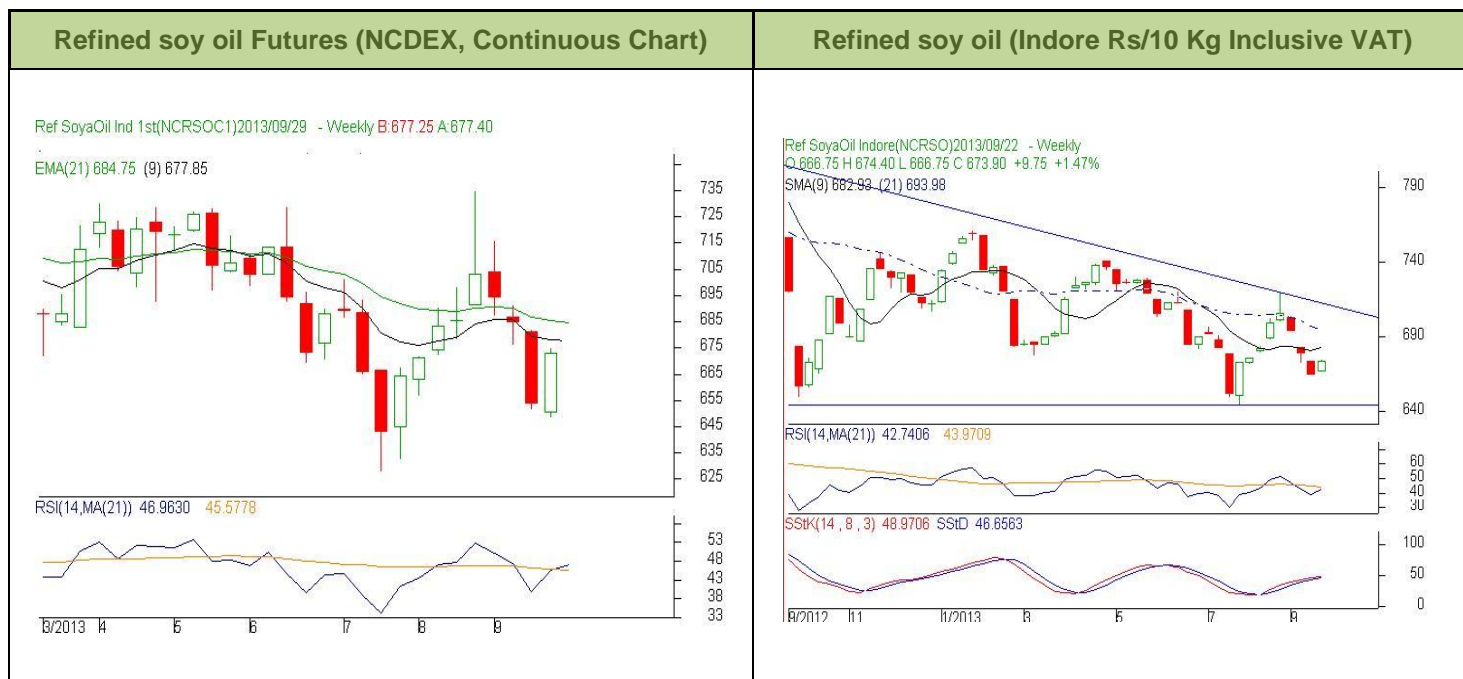 Refined soy oil Futures (NCDEX, Continuous Chart)
Refined soy oil (Indore Rs/10 Kg Inclusive VAT)
Ref SoyaOil Ind 1st(NCRSOC1)2013/09/29 - Weekly B:677.25 A:677.40
EMA(21) 684.75 (9) 677.85
735
725
715
705
695
685
675
665
655
645
635
625
RSI(14,MA(21)) 46.9630 45.5778
53
48
43
38
33
3/2013 4 5 6 7 8 9
Ref SoyaOil Indore(NCRSO)2013/09/22 - Weekly
O 666.75 H 674.40 L 666.75 C 673.90 +9.75 +1.47%
SMA(9) 682.93 (21) 693.98
790
740
690
640
RSI(14,MA(21)) 42.7406 43.9709
60
50
40
30
SStK(14 , 8 , 3) 48.9706 SStD 46.6563
100
50
0
9/2012 11 1/2013 3 5 7 9